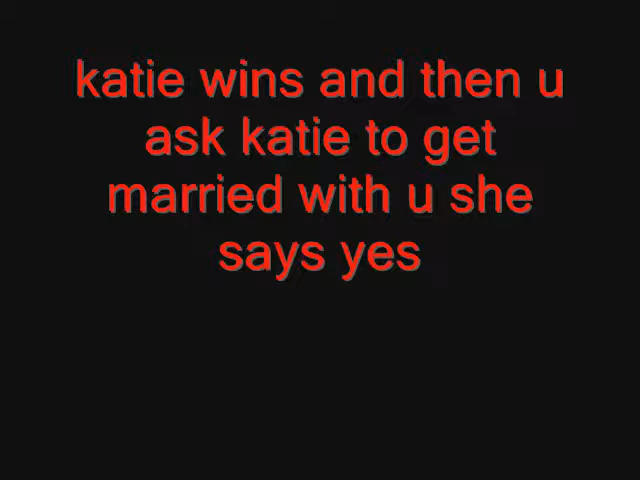 katie wins and then u
ask katie to get
married with u she
says yes